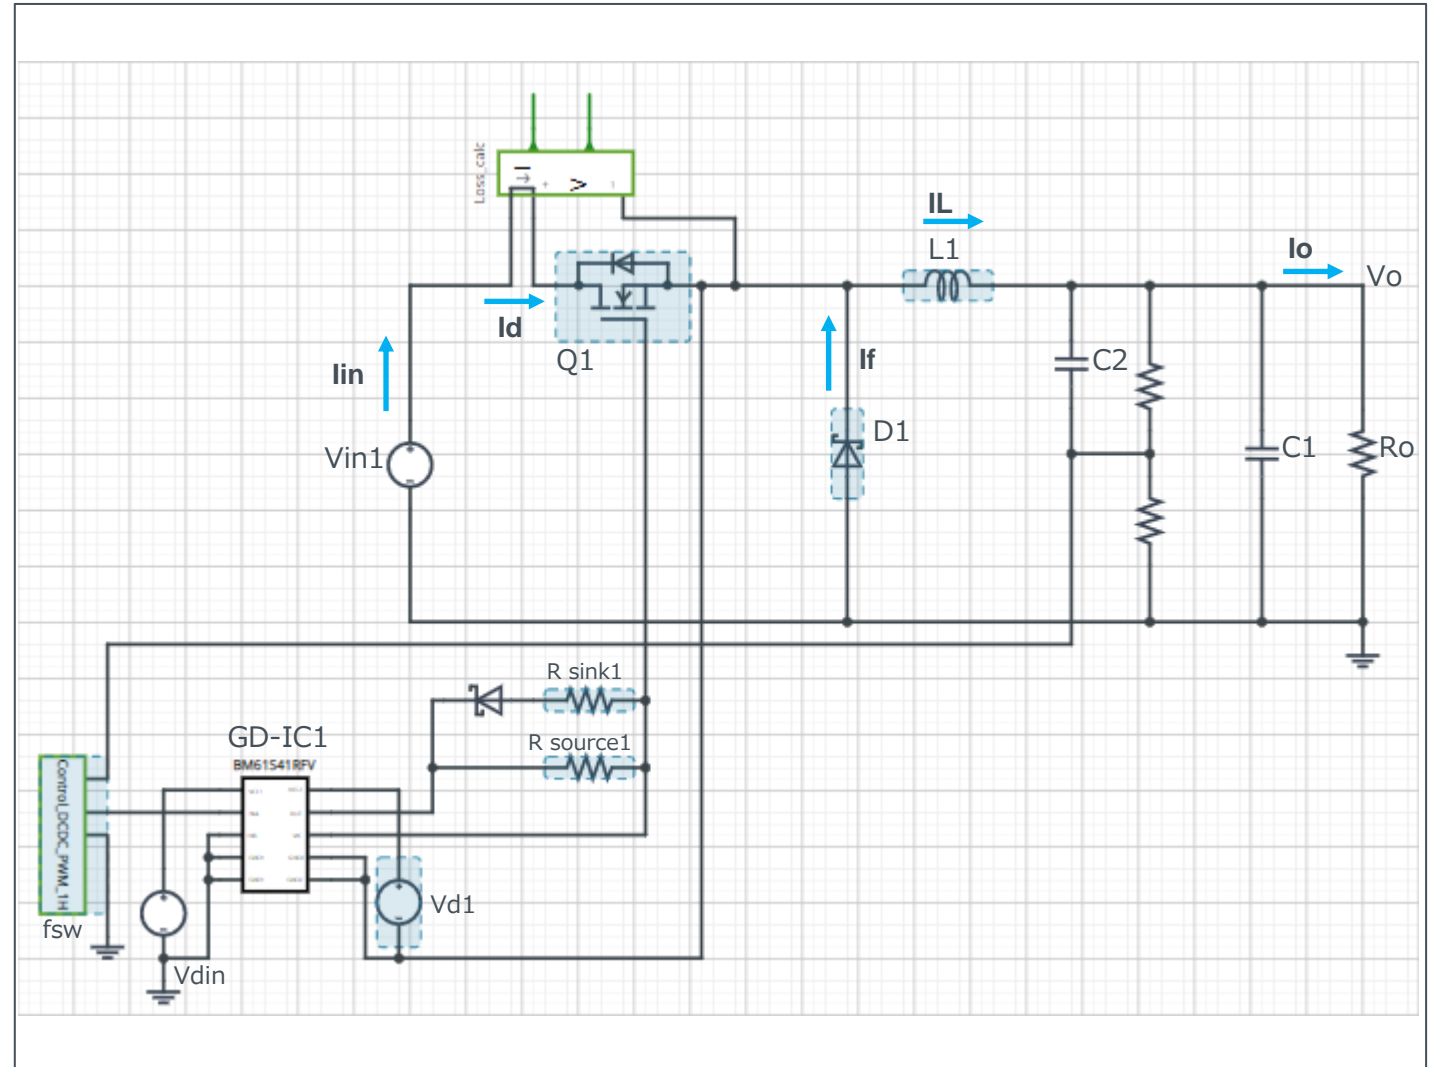 Loss_calc
IL
L1
Io
Vo
Id
Q1
Iin
If
C2
D1
Vin1
C1
Ro
R sink1
R source1
GD-IC1
BM61S41RFV
Control_DCDC_PWM_1H
Vd1
fsw
Vdin